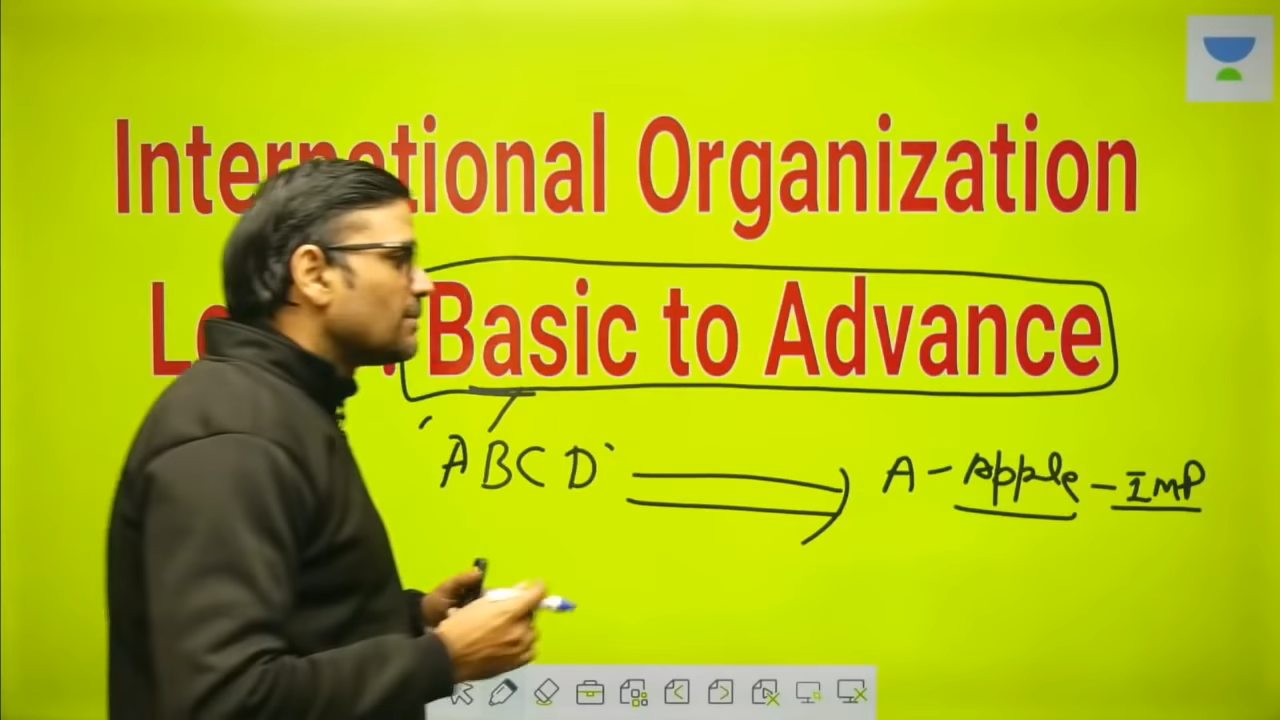 International Organization
Basic to Advance
ABCD A - Apple - Imp